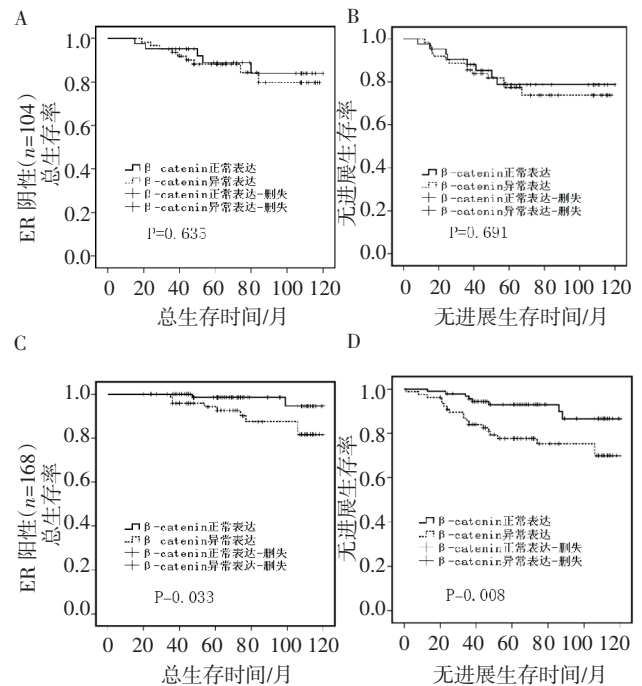 A
1.0
0.8
0.6
0.4
0.2
0.0
ER 阴性(n=104)
总生存率
β catenin正常表达
β-catenin异常表达
β-catenin正常表达-删失
β-catenin异常表达-删失
P=0.635
0 20 40 60 80 100 120
总生存时间/月
B
1.0
0.8
0.6
0.4
0.2
0.0
无进展生存率
β-catenin正常表达
β-catenin异常表达
β-catenin正常表达-删失
β-catenin异常表达-删失
P=0.691
0 20 40 60 80 100 120
无进展生存时间/月
C
1.0
0.8
0.6
0.4
0.2
0.0
ER 阳性(n=168)
总生存率
β-catenin正常表达
β catenin异常表达
β-catenin正常表达-删失
β-catenin异常表达-删失
P=0.033
0 20 40 60 80 100 120
总生存时间/月
D
1.0
0.8
0.6
0.4
0.2
0.0
无进展生存率
β-catenin正常表达
β-catenin异常表达
β-catenin正常表达-删失
β-catenin异常表达-删失
P=0.008
0 20 40 60 80 100 120
无进展生存时间/月